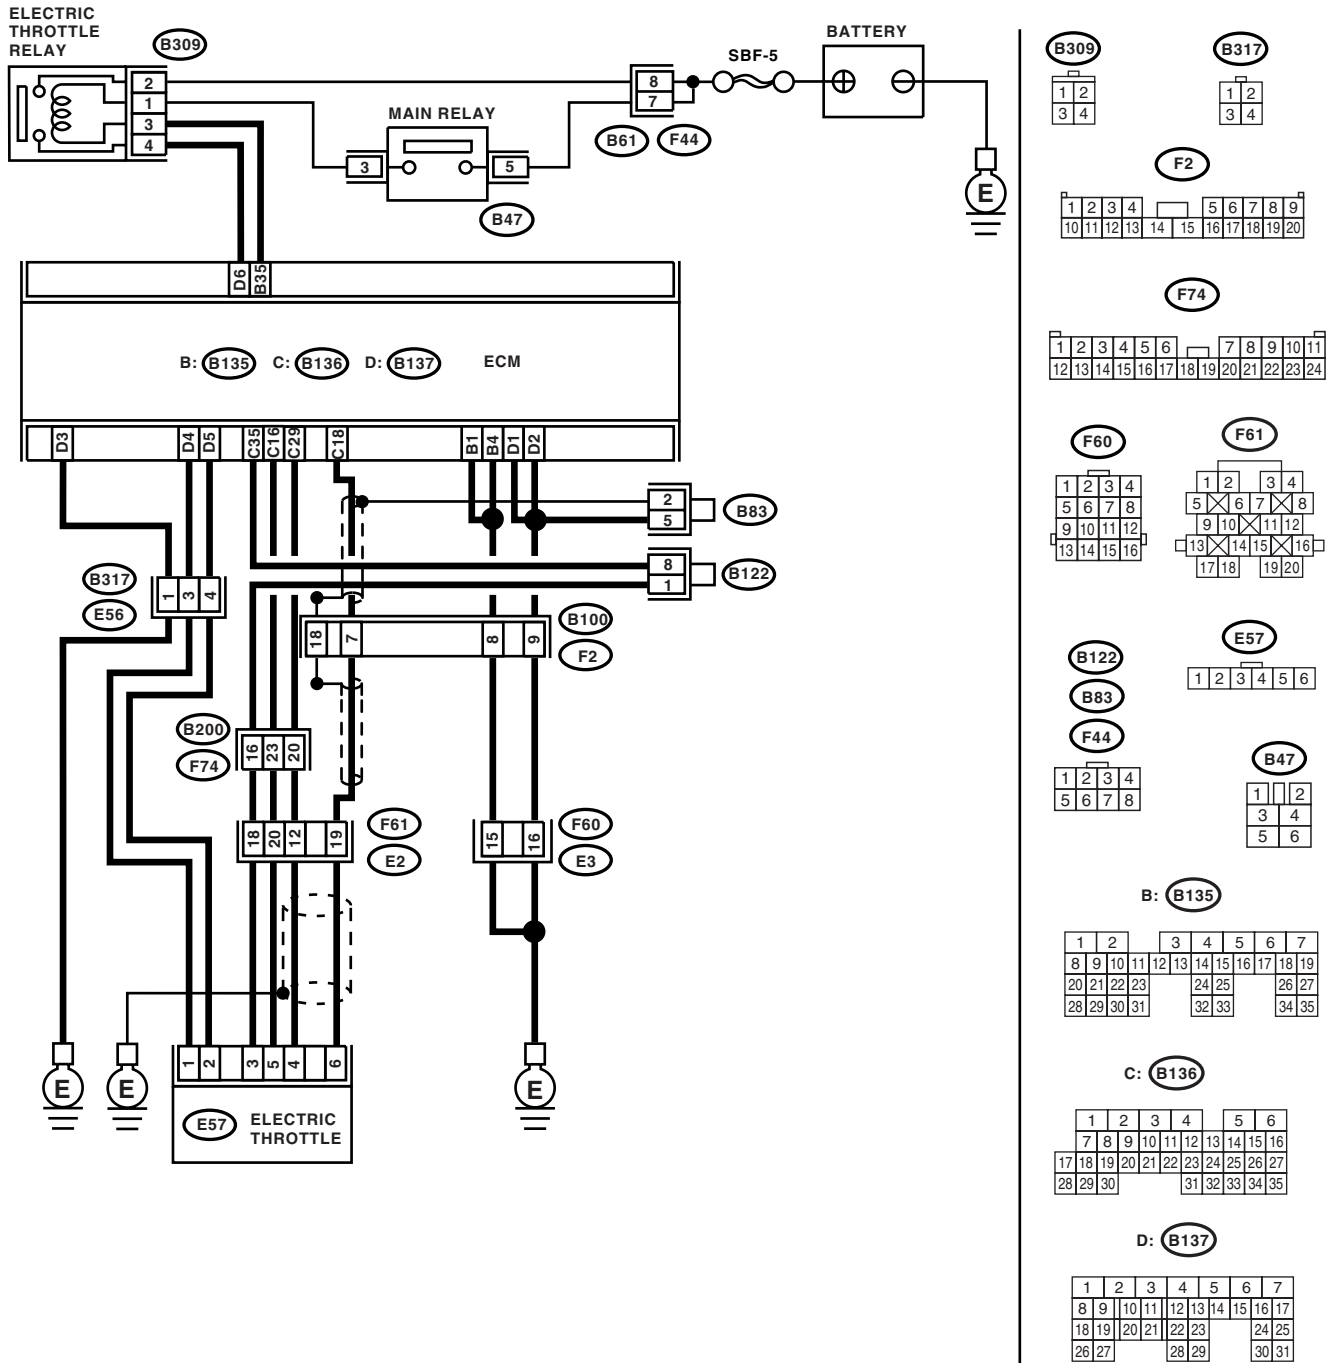 ELECTRIC
THROTTLE
RELAY
B309
2
1
3
4
MAIN RELAY
3
5
B47
8
7
B61 F44
SBF-5
BATTERY
E
D6 B35
B: B135 C: B136 D: B137 ECM
D3 D4 D5 C35 C16 C29 C18 B1 B4 D1 D2
2
5
B83
8
1
B122
B317
E56
1 3 4
18 7 8 9
B100
F2
B200
F74
16 23 20
18 20 12 19
F61
E2
15 16
F60
E3
E E E
1 2 3 5 4 6
E57 ELECTRIC
THROTTLE
B309
1 2
3 4
B317
1 2
3 4
F2
1 2 3 4 5 6 7 8 9
10 11 12 13 14 15 16 17 18 19 20
F74
1 2 3 4 5 6 7 8 9 10 11
12 13 14 15 16 17 18 19 20 21 22 23 24
F60
1 2 3 4
5 6 7 8
9 10 11 12
13 14 15 16
F61
1 2 3 4
5 6 7 8
9 10 11 12
13 14 15 16
17 18 19 20
B122
B83
F44
1 2 3 4
5 6 7 8
E57
1 2 3 4 5 6
B47
1 2
3 4
5 6
B: B135
1 2 3 4 5 6 7
8 9 10 11 12 13 14 15 16 17 18 19
20 21 22 23 24 25 26 27
28 29 30 31 32 33 34 35
C: B136
1 2 3 4 5 6
7 8 9 10 11 12 13 14 15 16
17 18 19 20 21 22 23 24 25 26 27
28 29 30 31 32 33 34 35
D: B137
1 2 3 4 5 6 7
8 9 10 11 12 13 14 15 16 17
18 19 20 21 22 23 24 25
26 27 28 29 30 31